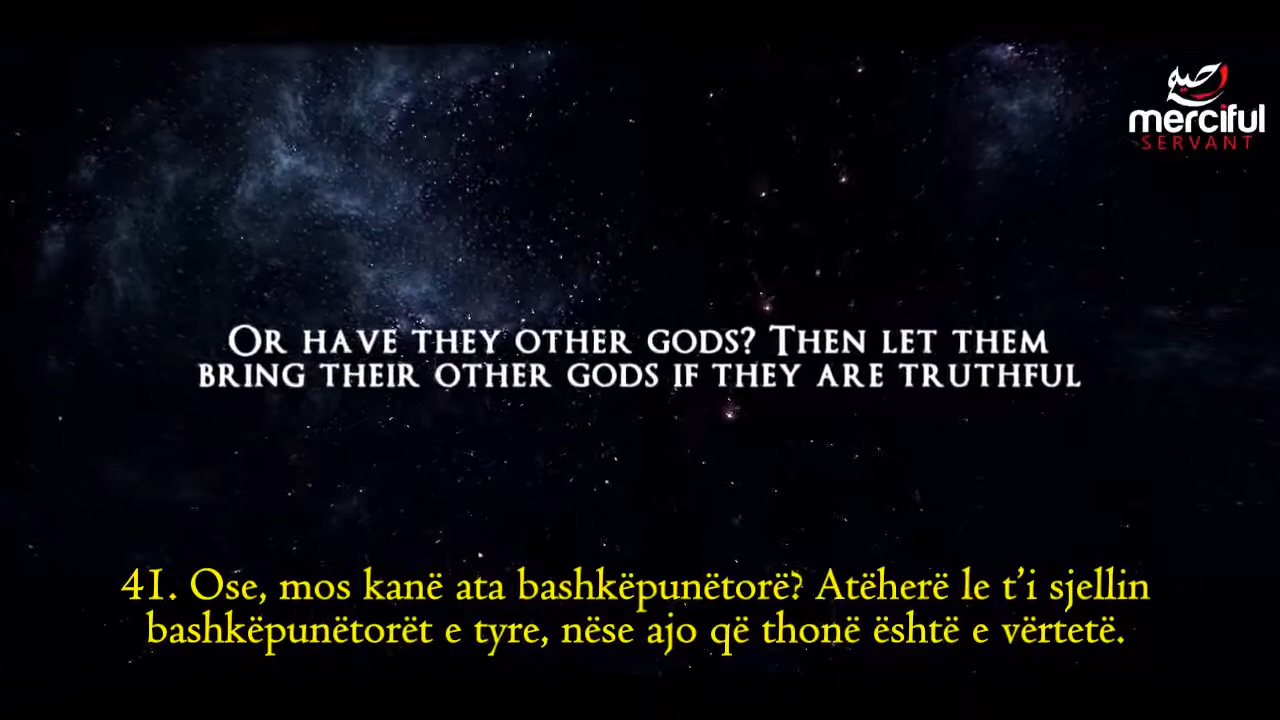 merciful
SERVANT
OR HAVE THEY OTHER GODS? THEN LET THEM
BRING THEIR OTHER GODS IF THEY ARE TRUTHFUL
41. Ose, mos kanë ata bashkëpunëtorë? Atëherë le t’i sjellin
bashkëpunëtorët e tyre, nëse ajo që thonë është e vërtetë.